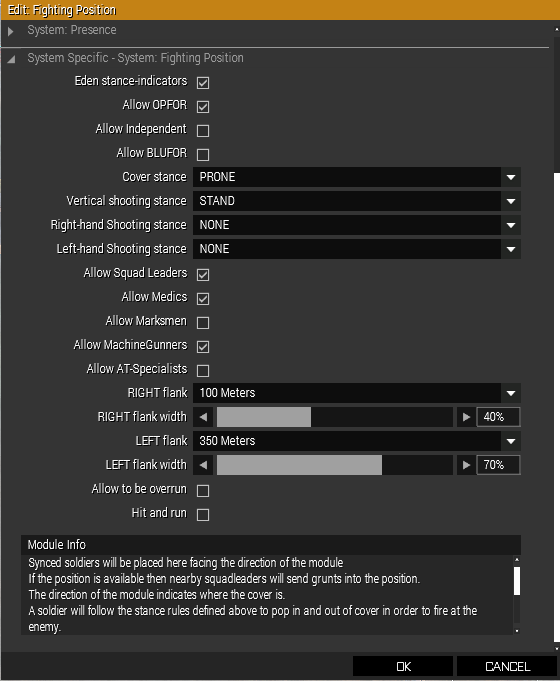 Edit: Fighting Position
System: Presence
System Specific - System: Fighting Position
Eden stance-indicators
Allow OPFOR
Allow Independent
Allow BLUFOR
Cover stance PRONE
Vertical shooting stance STAND
Right-hand Shooting stance NONE
Left-hand Shooting stance NONE
Allow Squad Leaders
Allow Medics
Allow Marksmen
Allow MachineGunners
Allow AT-Specialists
RIGHT flank 100 Meters
RIGHT flank width 40%
LEFT flank 350 Meters
LEFT flank width 70%
Allow to be overrun
Hit and run
Module Info
Synced soldiers will be placed here facing the direction of the module
If the position is available then nearby squadleaders will send grunts into the position.
The direction of the module indicates where the cover is.
A soldier will follow the stance rules defined above to pop in and out of cover in order to fire at the
enemy.
OK CANCEL